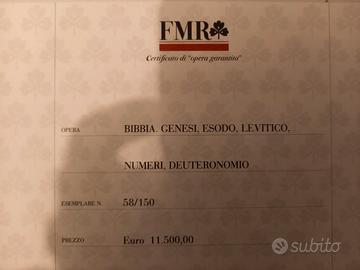 FMR
Certificato di "opera garantita"
OPERA BIBBIA. GENESI, ESODO, LEVITICO,
NUMERI, DEUTERONOMIO
ESEMPLARE N. 58/150
PREZZO Euro 11.500,00
subito